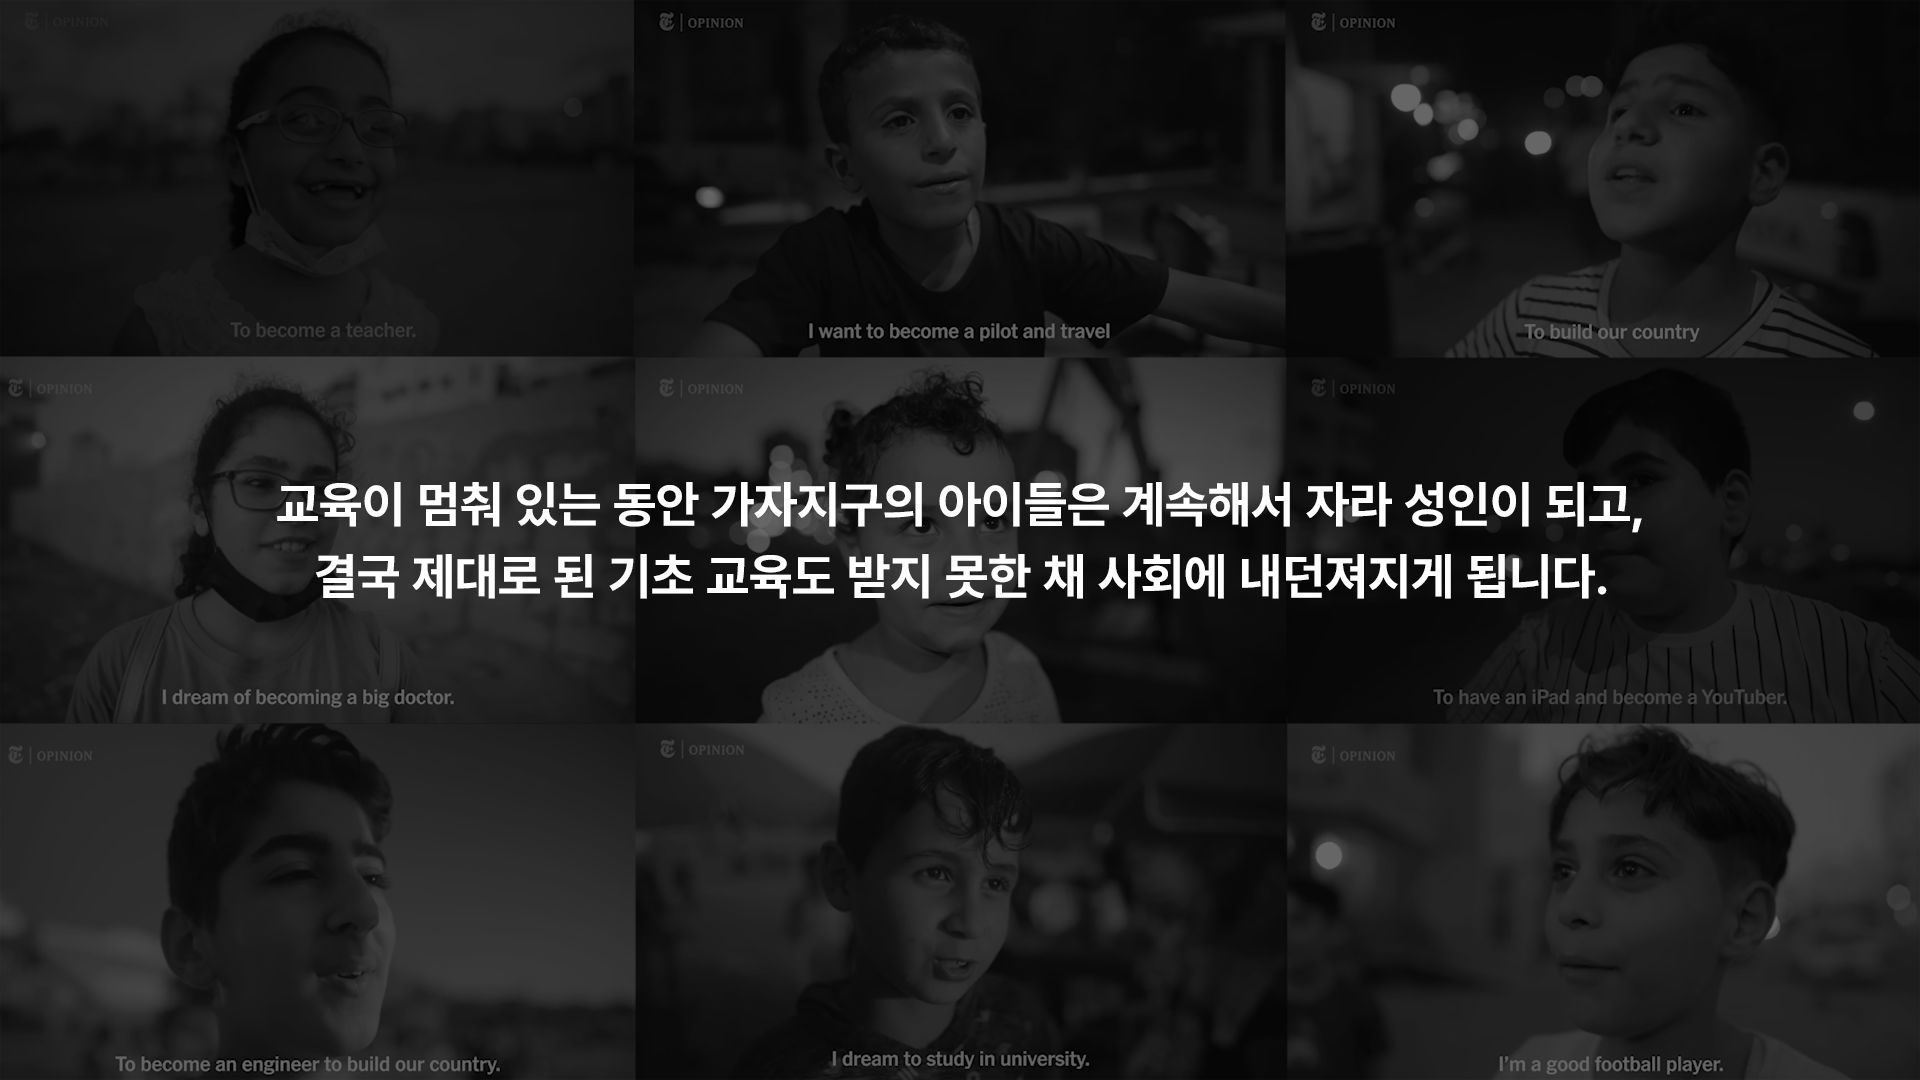 OPINION
OPINION
OPINION
To become a teacher.
I want to become a pilot and travel
To build our country
OPINION
OPINION
OPINION
교육이 멈춰 있는 동안 가자지구의 아이들은 계속해서 자라 성인이 되고,
결국 제대로 된 기초 교육도 받지 못한 채 사회에 내던져지게 됩니다.
I dream of becoming a big doctor.
To have an iPad and become a YouTuber.
OPINION
OPINION
OPINION
To become an engineer to build our country.
I dream to study in university.
I'm a good football player.